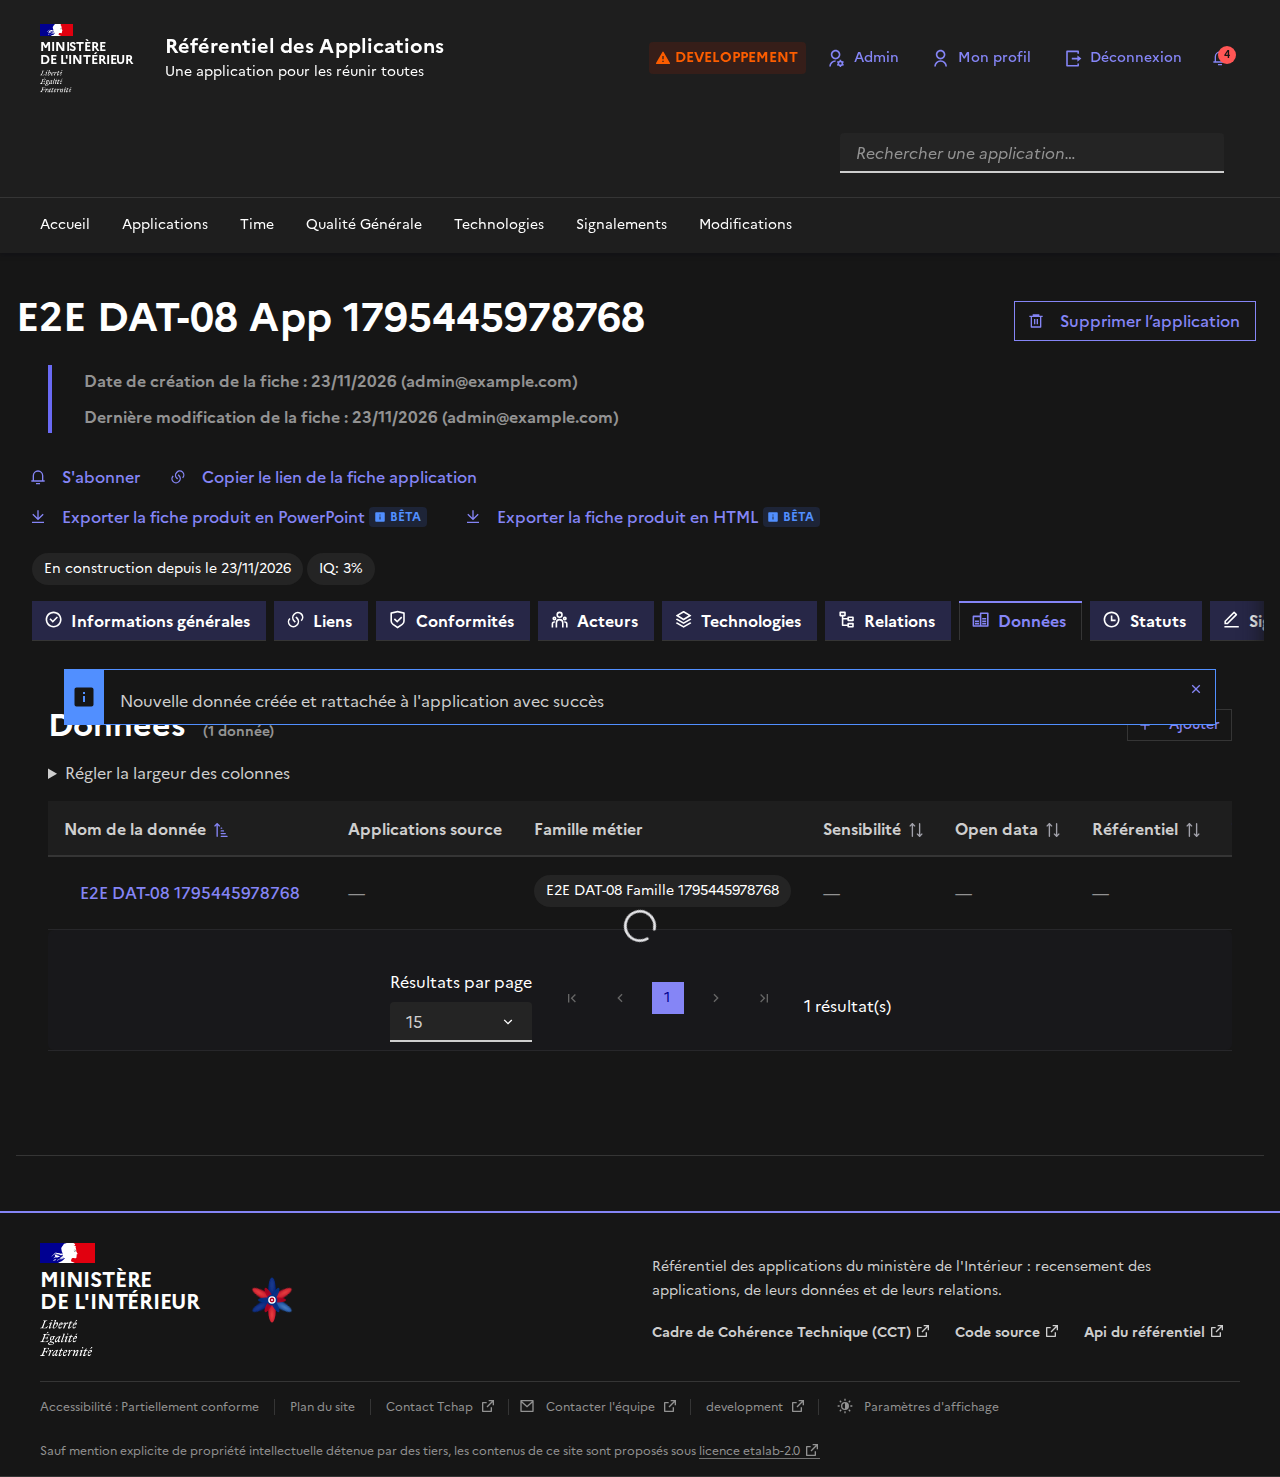 MINISTÈRE
DE L'INTÉRIEUR
Liberté
Égalité
Fraternité
Référentiel des Applications
Une application pour les réunir toutes
DEVELOPPEMENT
Admin
Mon profil
Déconnexion
4
Rechercher une application…
Accueil
Applications
Time
Qualité Générale
Technologies
Signalements
Modifications
E2E DAT-08 App 1795445978768
Supprimer l’application
Date de création de la fiche : 23/11/2026 (admin@example.com)
Dernière modification de la fiche : 23/11/2026 (admin@example.com)
S'abonner
Copier le lien de la fiche application
Exporter la fiche produit en PowerPoint BÊTA
Exporter la fiche produit en HTML BÊTA
En construction depuis le 23/11/2026
IQ: 3%
Informations générales
Liens
Conformités
Acteurs
Technologies
Relations
Données
Statuts
Nouvelle donnée créée et rattachée à l'application avec succès
Données (1 donnée)
Ajouter
Régler la largeur des colonnes
Nom de la donnée
Applications source
Famille métier
Sensibilité
Open data
Référentiel
E2E DAT-08 1795445978768
—
E2E DAT-08 Famille 1795445978768
—
—
—
Résultats par page
15
1
1 résultat(s)
MINISTÈRE
DE L'INTÉRIEUR
Liberté
Égalité
Fraternité
Référentiel des applications du ministère de l'Intérieur : recensement des
applications, de leurs données et de leurs relations.
Cadre de Cohérence Technique (CCT)
Code source
Api du référentiel
Accessibilité : Partiellement conforme
Plan du site
Contact Tchap
Contacter l'équipe
development
Paramètres d'affichage
Sauf mention explicite de propriété intellectuelle détenue par des tiers, les contenus de ce site sont proposés sous licence etalab-2.0